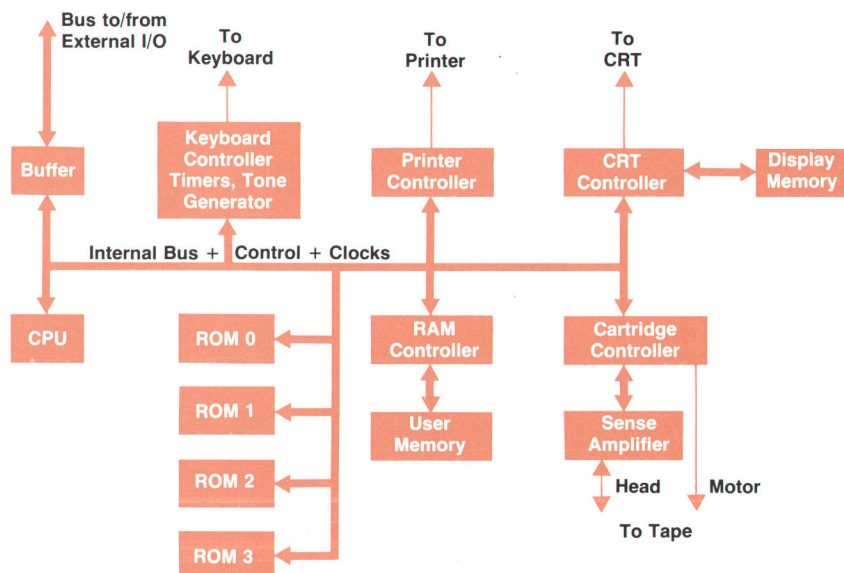 Bus to/from
External I/O
To
Keyboard
To
Printer
To
CRT
Buffer
Keyboard
Controller
Timers, Tone
Generator
Printer
Controller
CRT
Controller
Display
Memory
Internal Bus + Control + Clocks
CPU
ROM 0
RAM
Controller
Cartridge
Controller
ROM 1
User
Memory
Sense
Amplifier
ROM 2
Head
Motor
To Tape
ROM 3